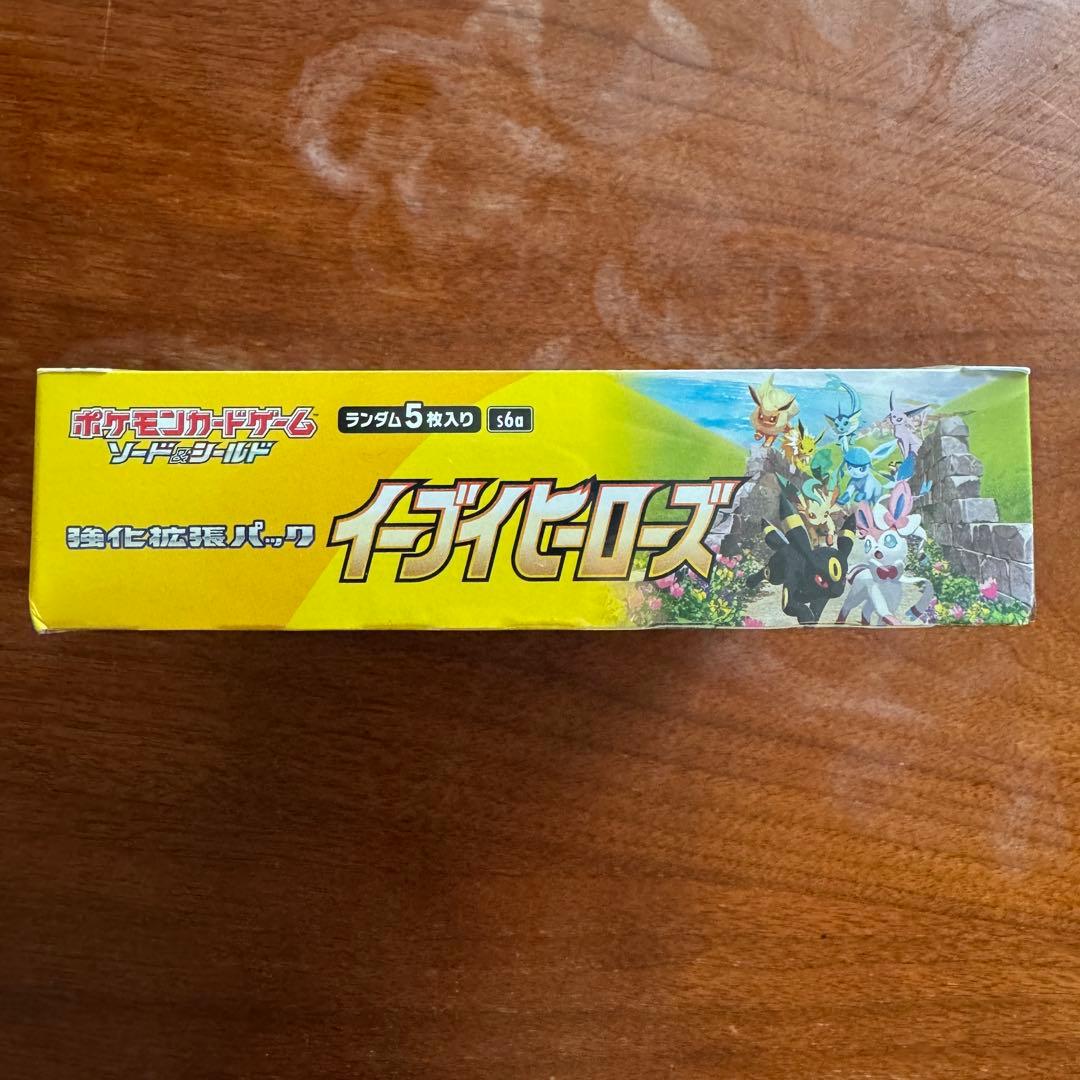 ポケモンカードゲーム
ソード&シールド
ランダム5枚入り s6a
強化拡張パック
イーブイヒーローズ